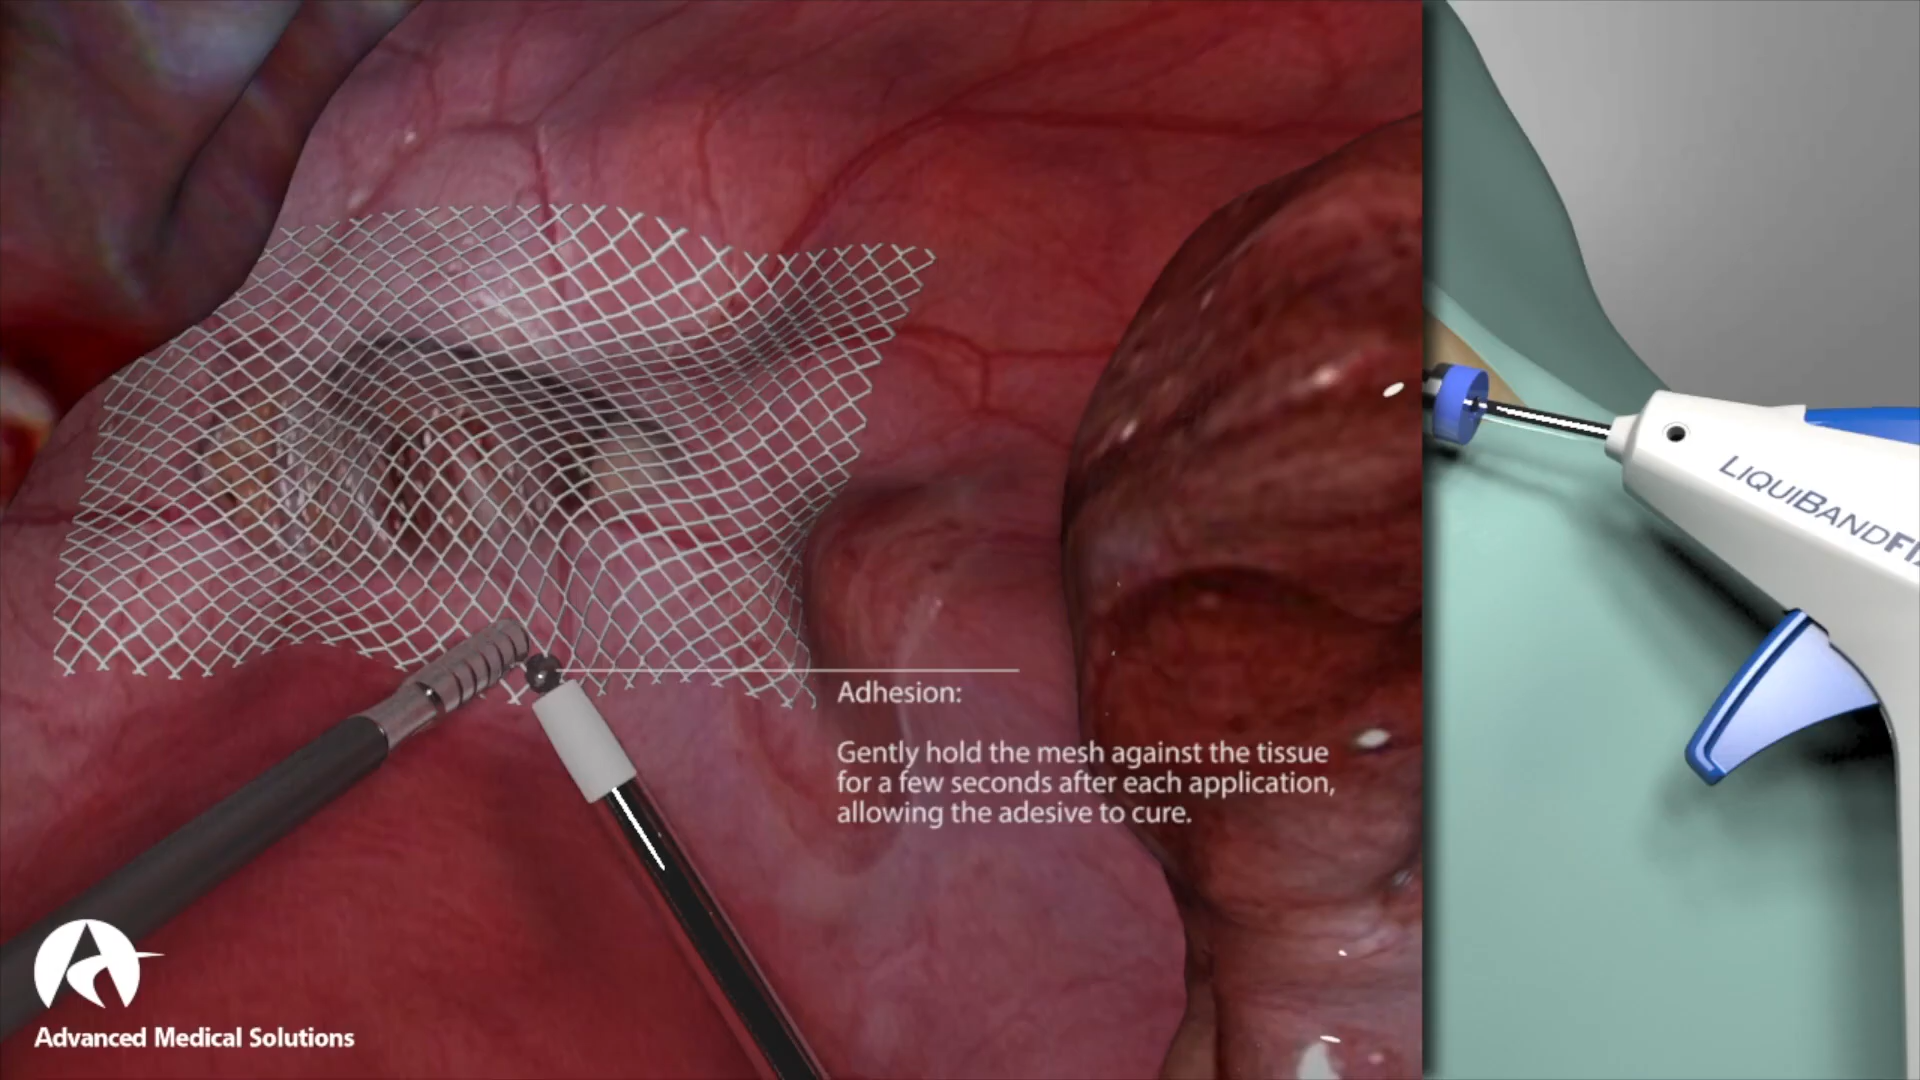 LIQUIBANDFI
Adhesion:
Gently hold the mesh against the tissue
for a few seconds after each application,
allowing the adesive to cure.
Advanced Medical Solutions